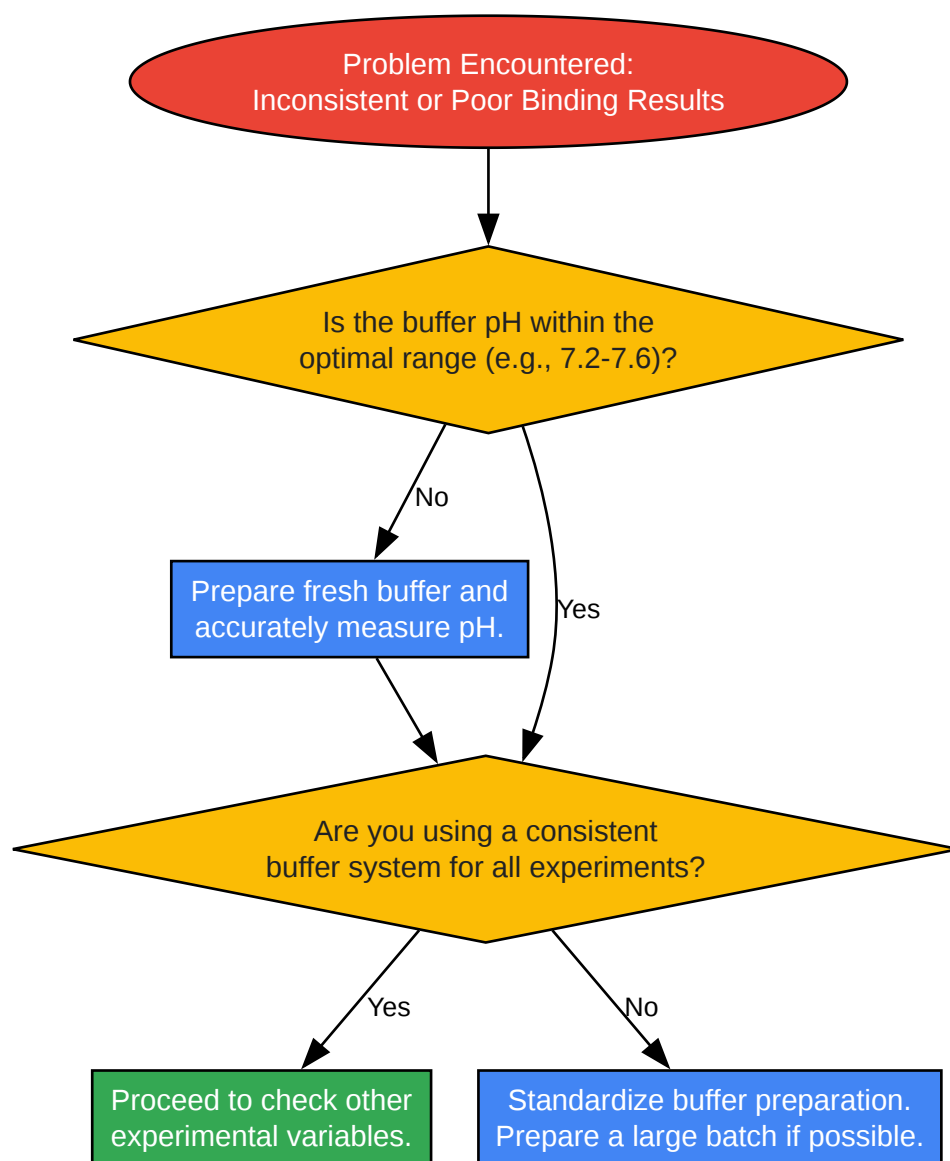 Problem Encountered:
Inconsistent or Poor Binding Results
Is the buffer pH within the
optimal range (e.g., 7.2-7.6)?
No
Prepare fresh buffer and
accurately measure pH.
Yes
Are you using a consistent
buffer system for all experiments?
Yes
No
Proceed to check other
experimental variables.
Standardize buffer preparation.
Prepare a large batch if possible.